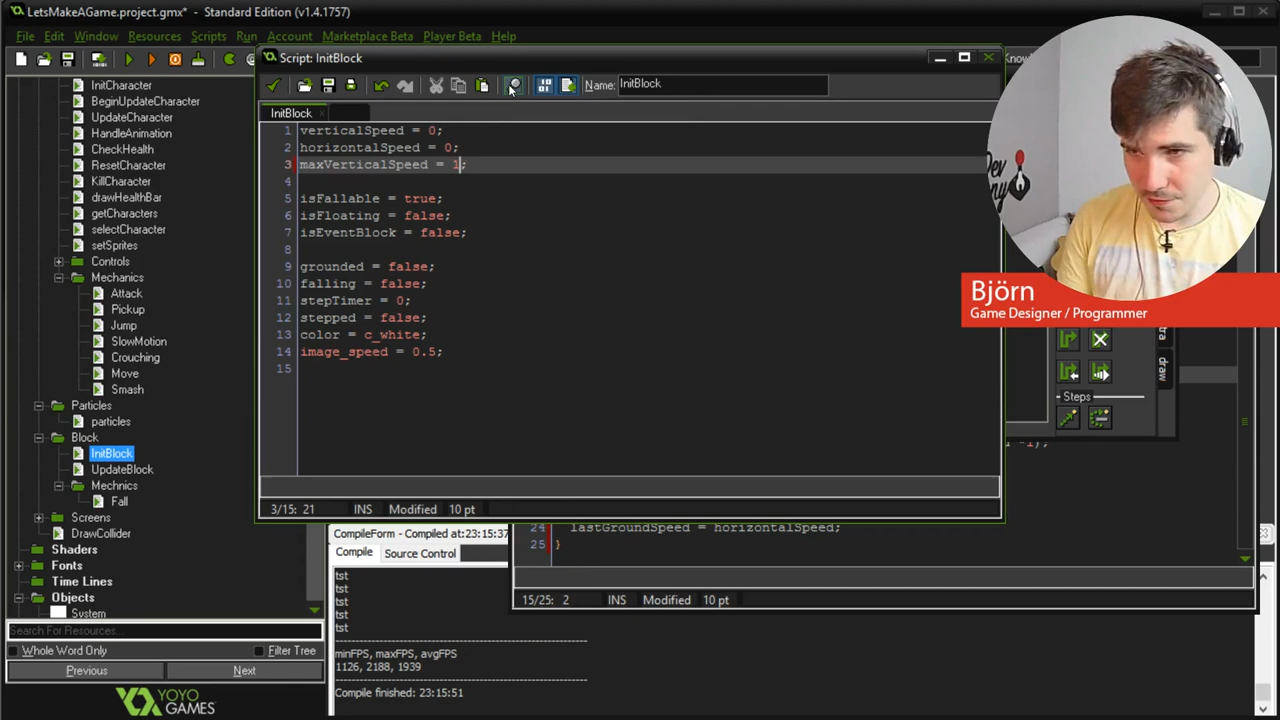 LetsMakeAGame.project.gmx* - Standard Edition (v1.4.1757)
File Edit Window Resources Scripts Run Account Marketplace Beta Player Beta Help
Script: InitBlock
Name: InitBlock
InitBlock
1 verticalSpeed = 0;
2 horizontalSpeed = 0;
3 maxVerticalSpeed = 1;
4
5 isFallable = true;
6 isFloating = false;
7 isEventBlock = false;
8
9 grounded = false;
10 falling = false;
11 stepTimer = 0;
12 stepped = false;
13 color = c_white;
14 image_speed = 0.5;
15
3/15: 21 INS Modified 10 pt
InitCharacter
BeginUpdateCharacter
UpdateCharacter
HandleAnimation
CheckHealth
ResetCharacter
KillCharacter
drawHealthBar
getCharacters
selectCharacter
setSprites
Controls
Mechanics
Attack
Pickup
Jump
SlowMotion
Crouching
Move
Smash
Particles
particles
Block
InitBlock
UpdateBlock
Mechnics
Fall
Screens
DrawCollider
Shaders
Fonts
Time Lines
Objects
System
Search For Resources...
Whole Word Only Filter Tree
Previous Next
YOYO
GAMES
CompileForm - Compiled at:23:15:37
Compile Source Control
tst
tst
tst
tst
tst
minFPS, maxFPS, avgFPS
1126, 2188, 1939
Compile finished: 23:15:51
24 lastGroundSpeed = horizontalSpeed;
25 }
15/25: 2 INS Modified 10 pt
Steps
draw
Björn
Game Designer / Programmer